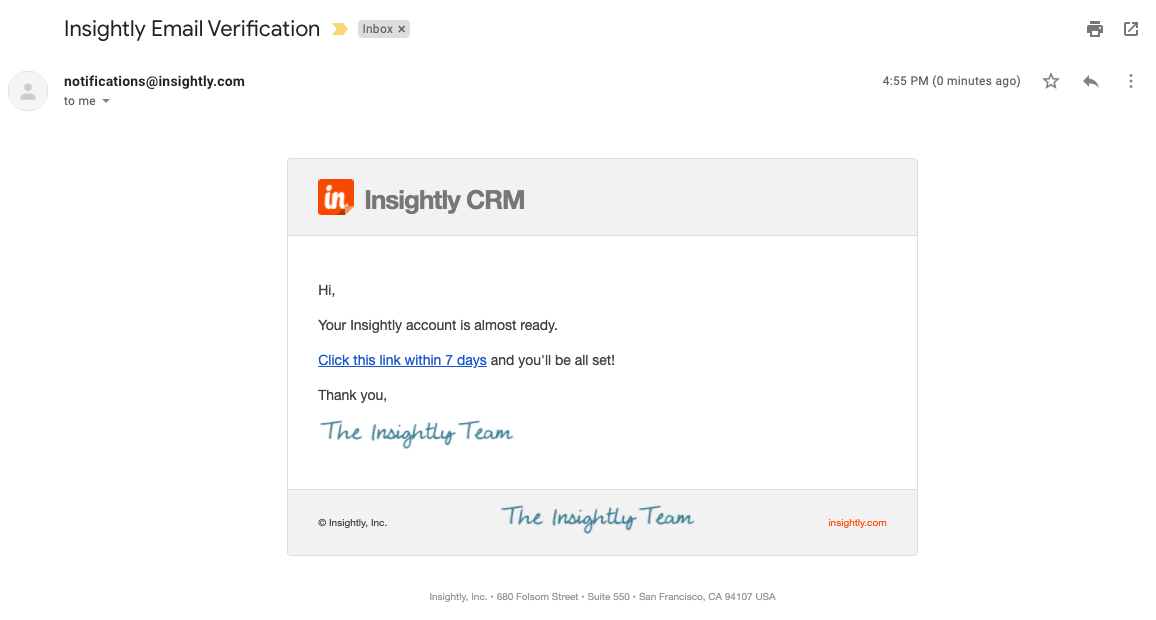 Insightly Email Verification Inbox ×
notifications@insightly.com 4:55 PM (0 minutes ago)
to me
in Insightly CRM
Hi,
Your Insightly account is almost ready.
Click this link within 7 days and you'll be all set!
Thank you,
The Insightly Team
© Insightly, Inc. The Insightly Team insightly.com
Insightly, Inc. • 680 Folsom Street • Suite 550 • San Francisco, CA 94107 USA